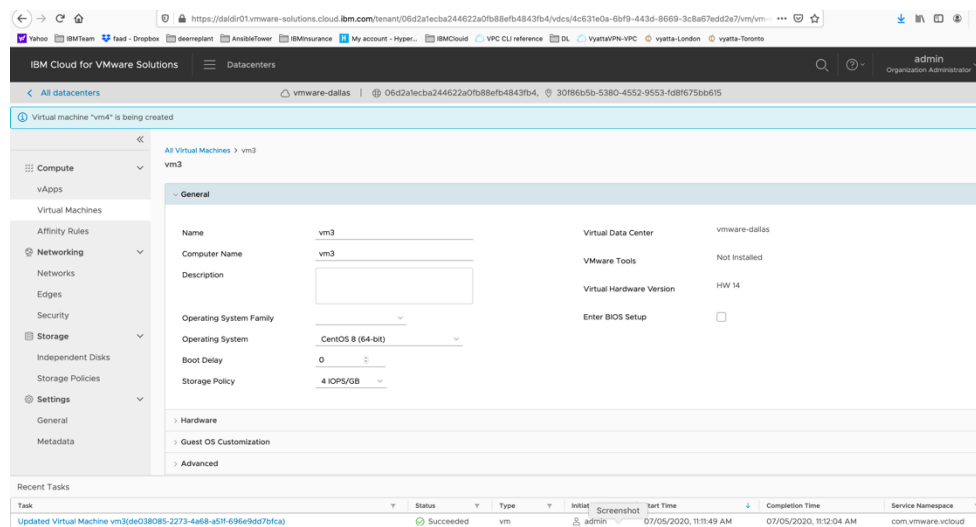 https://daldir01.vmware-solutions.cloud.ibm.com/tenant/06d2a1ecba244622a0fb88efb4843fb4/vdcs/4c631e0a-6bf9-443d-8669-3c8a67edd2e7/vm/vm-
Yahoo IBMTeam faad - Dropbox deerreplant AnsibleTower IBMInsurance My account - Hyper... IBMClouid VPC CLI reference DL VyattaVPN-VPC vyatta-London vyatta-Toronto
IBM Cloud for VMware Solutions Datacenters admin
Organization Administrator
All datacenters vmware-dallas | 06d2a1ecba244622a0fb88efb4843fb4, 30f86b5b-5380-4552-9553-fd8f675bb615
Virtual machine "vm4" is being created
All Virtual Machines > vm3
vm3
Compute
vApps
Virtual Machines
Affinity Rules
Networking
Networks
Edges
Security
Storage
Independent Disks
Storage Policies
Settings
General
Metadata
General
Name vm3
Computer Name vm3
Description
Operating System Family
Operating System CentOS 8 (64-bit)
Boot Delay 0
Storage Policy 4 IOPS/GB
Virtual Data Center vmware-dallas
VMware Tools Not Installed
Virtual Hardware Version HW 14
Enter BIOS Setup
Hardware
Guest OS Customization
Advanced
Recent Tasks
Task Status Type Initiat Screenshot tart Time Completion Time Service Namespace
Updated Virtual Machine vm3(de038085-2273-4a68-a51f-696e9dd7bfca) Succeeded vm admin 07/05/2020, 11:11:49 AM 07/05/2020, 11:12:04 AM com.vmware.vcloud